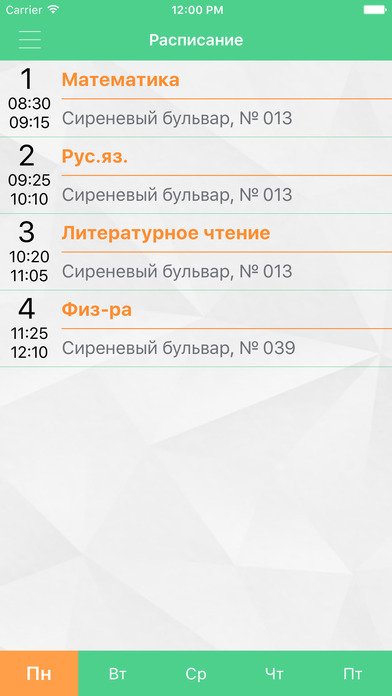 Carrier 12:00 PM
Расписание
1 Математика
08:30
09:15 Сиреневый бульвар, № 013
2 Рус.яз.
09:25
10:10 Сиреневый бульвар, № 013
3 Литературное чтение
10:20
11:05 Сиреневый бульвар, № 013
4 Физ-ра
11:25
12:10 Сиреневый бульвар, № 039
Пн Вт Ср Чт Пт